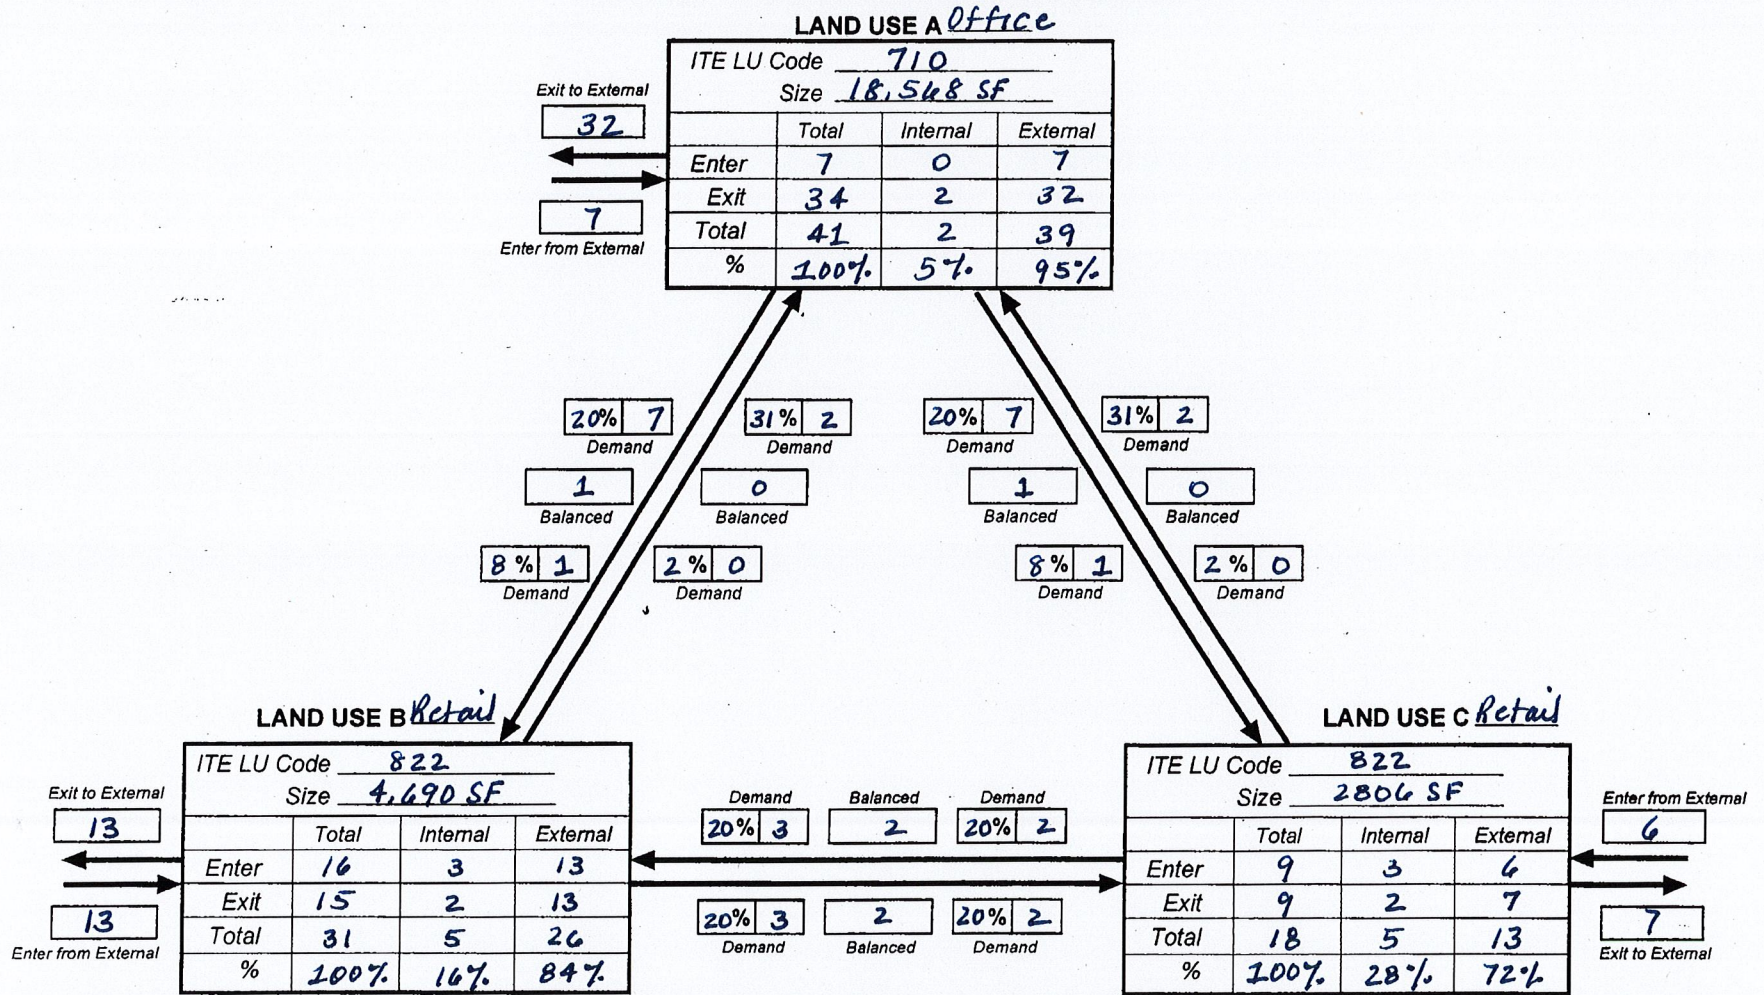 LAND USE A Office
ITE LU Code 710
Size 18,568 SF
Total Internal External
Enter 7 0 7
Exit 34 2 32
Total 41 2 39
% 100% 5% 95%
Exit to External
32
7
Enter from External
20% 7
Demand
31% 2
Demand
20% 7
Demand
31% 2
Demand
1
Balanced
0
Balanced
1
Balanced
0
Balanced
8% 1
Demand
2% 0
Demand
8% 1
Demand
2% 0
Demand
LAND USE B Retail
ITE LU Code 822
Size 4,690 SF
Total Internal External
Enter 16 3 13
Exit 15 2 13
Total 31 5 26
% 100% 16% 84%
Exit to External
13
13
Enter from External
Demand Balanced Demand
20% 3 2 20% 2
20% 3 2 20% 2
Demand Balanced Demand
LAND USE C Retail
ITE LU Code 822
Size 2806 SF
Total Internal External
Enter 9 3 6
Exit 9 2 7
Total 18 5 13
% 100% 28% 72%
Enter from External
6
7
Exit to External